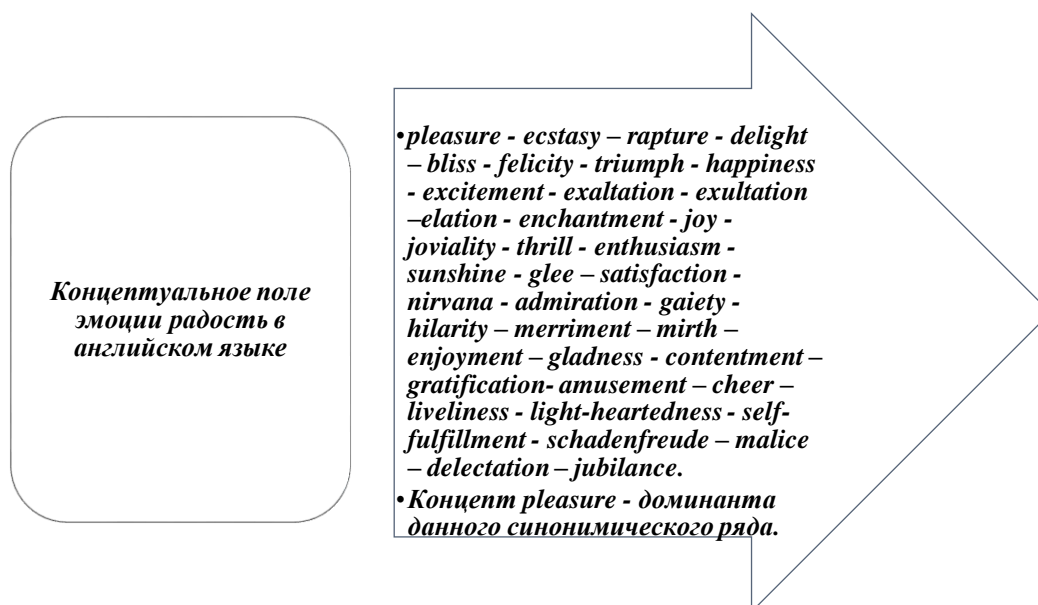 Концептуальное поле
эмоции радость в
английском языке
•pleasure - ecstasy – rapture - delight
– bliss - felicity - triumph - happiness
- excitement - exaltation - exultation
–elation - enchantment - joy -
joviality - thrill - enthusiasm -
sunshine - glee – satisfaction -
nirvana - admiration - gaiety -
hilarity – merriment – mirth –
enjoyment – gladness - contentment –
gratification- amusement – cheer –
liveliness - light-heartedness - self-
fulfillment - schadenfreude – malice
– delectation – jubilance.
•Концепт pleasure - доминанта
данного синонимического ряда.